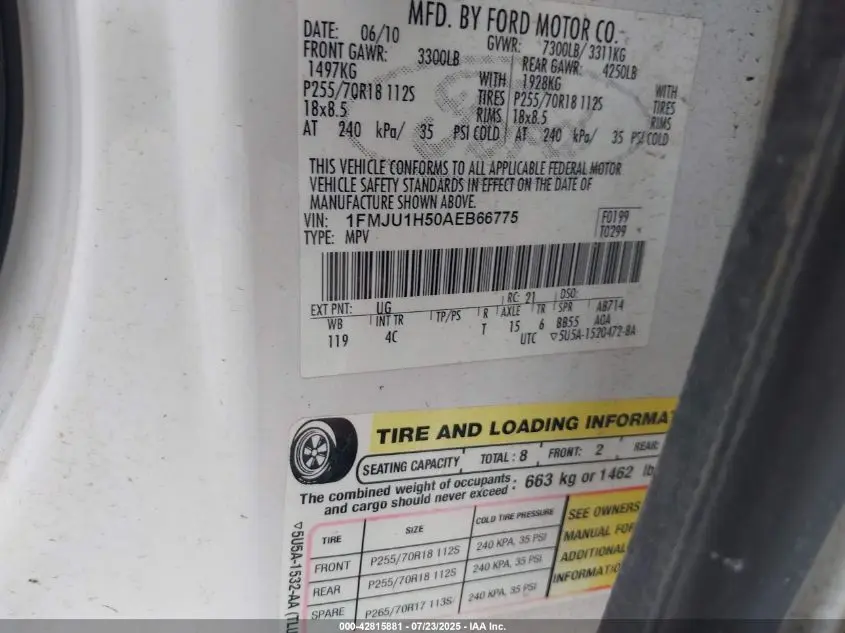 MFD. BY FORD MOTOR CO.
DATE: 06/10 GVWR: 7300LB/ 3311KG
FRONT GAWR: 3300LB REAR GAWR: 4250LB
1497KG WITH 1928KG WITH
P255/70R18 112S TIRES P255/70R18 112S TIRES
18x8.5 RIMS 18x8.5 RIMS
AT 240 kPa/ 35 PSI COLD AT 240 kPa/ 35 PSI COLD
THIS VEHICLE CONFORMS TO ALL APPLICABLE FEDERAL MOTOR
VEHICLE SAFETY STANDARDS IN EFFECT ON THE DATE OF
MANUFACTURE SHOWN ABOVE.
VIN: 1FMJU1H50AEB66775 F0199
TYPE: MPV T0299
EXT PNT: UG RC: 21 DSO:
WB INT TR TP/PS R AXLE TR SPR AB714
119 4C T 15 6 BB55 AOA
UTC ▽5U5A-1520472-8A
TIRE AND LOADING INFORMA
SEATING CAPACITY TOTAL : 8 FRONT: 2 REAR:
The combined weight of occupants
and cargo should never exceed : 663 kg or 1462 lb
TIRE SIZE COLD TIRE PRESSURE
FRONT P255/70R18 112S 240 KPA, 35 PSI
REAR P255/70R18 112S 240 KPA, 35 PSI
SPARE P265/70R17 113S 240 KPA, 35 PSI
SEE OWNERS
MANUAL FOR
ADDITIONAL
INFORMATION
▽5U5A-1532-AA (TLU
000-42815881 - 07/23/2025 - IAA Inc.